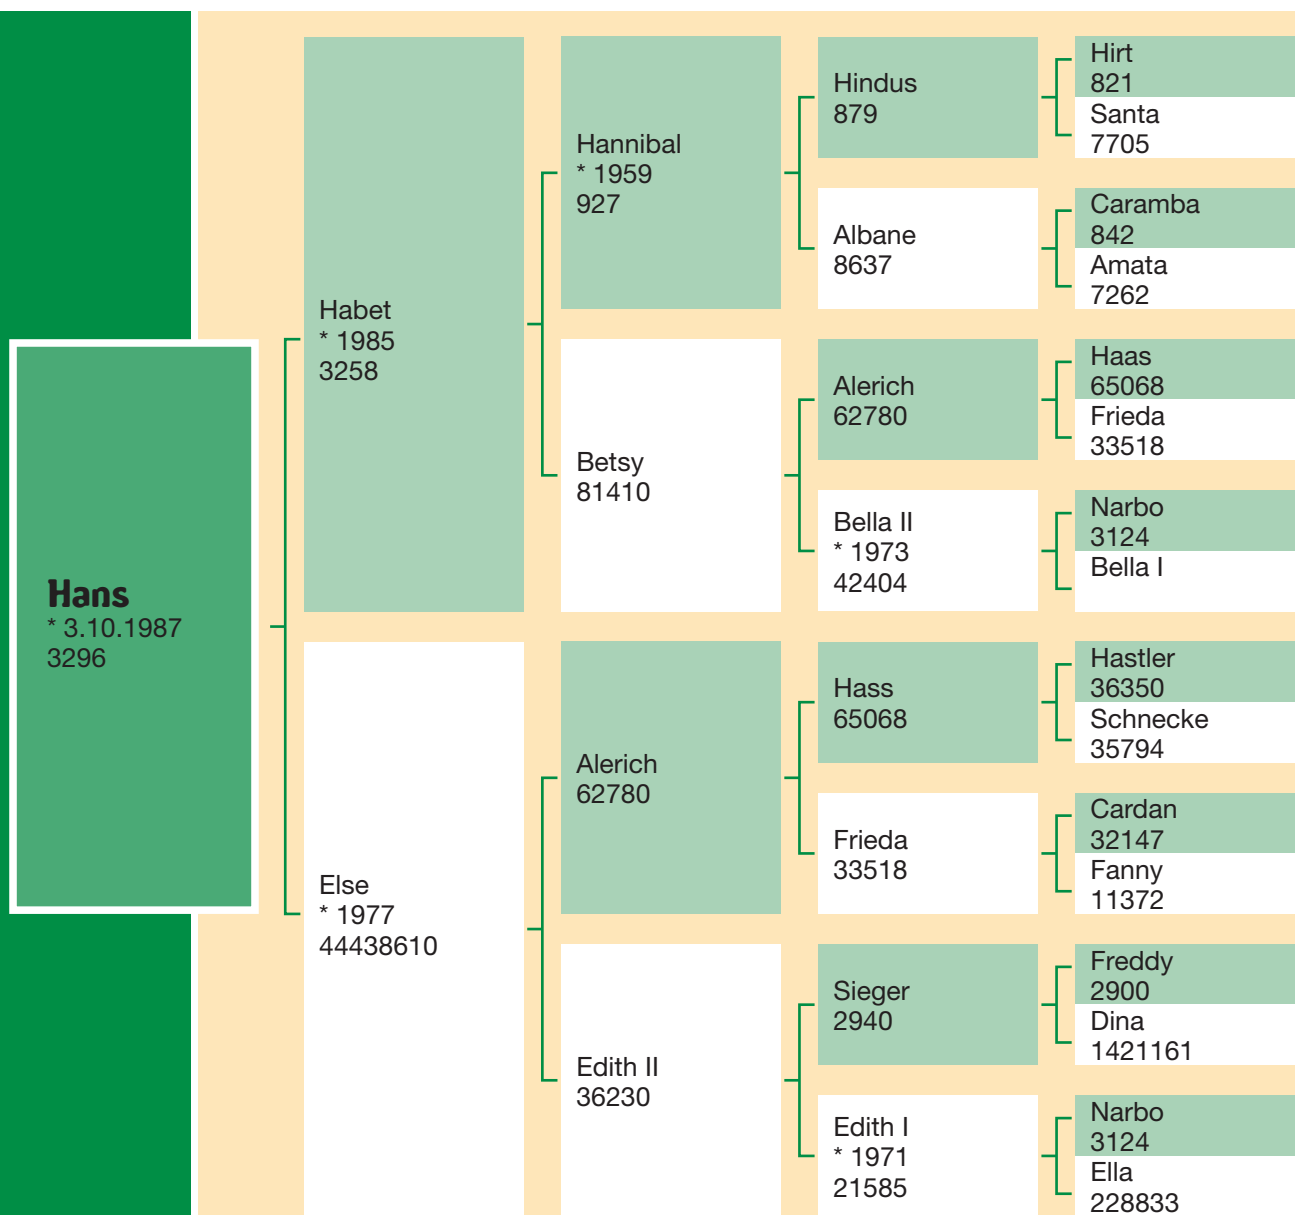 Hans
* 3.10.1987
3296
Habet
* 1985
3258
Else
* 1977
44438610
Hannibal
* 1959
927
Betsy
81410
Alerich
62780
Edith II
36230
Hindus
879
Albane
8637
Alerich
62780
Bella II
* 1973
42404
Hass
65068
Frieda
33518
Sieger
2940
Edith I
* 1971
21585
Hirt
821
Santa
7705
Caramba
842
Amata
7262
Haas
65068
Frieda
33518
Narbo
3124
Bella I
Hastler
36350
Schnecke
35794
Cardan
32147
Fanny
11372
Freddy
2900
Dina
1421161
Narbo
3124
Ella
228833